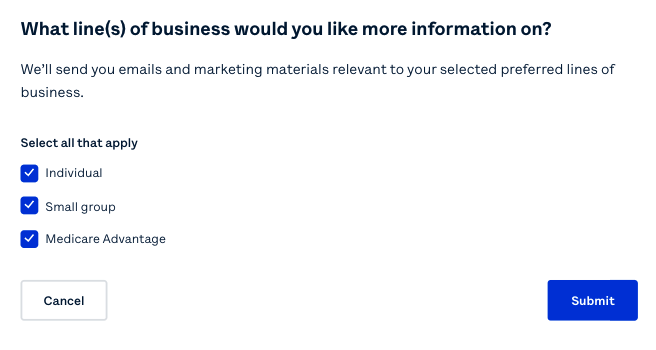 What line(s) of business would you like more information on?
We’ll send you emails and marketing materials relevant to your selected preferred lines of
business.
Select all that apply
Individual
Small group
Medicare Advantage
Cancel
Submit